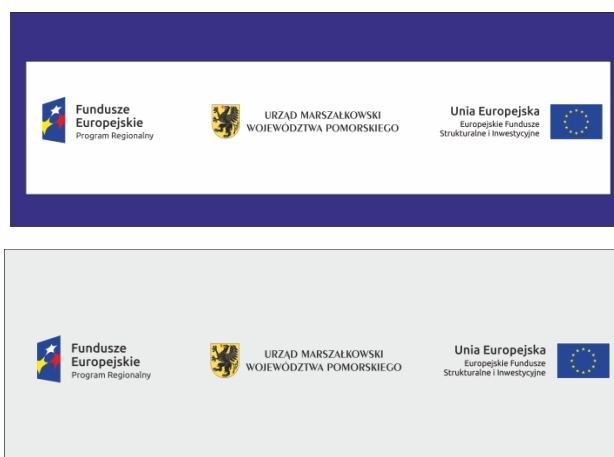 Fundusze
Europejskie
Program Regionalny
URZĄD MARSZAŁKOWSKI
WOJEWÓDZTWA POMORSKIEGO
Unia Europejska
Europejskie Fundusze
Strukturalne i Inwestycyjne
Fundusze
Europejskie
Program Regionalny
URZĄD MARSZAŁKOWSKI
WOJEWÓDZTWA POMORSKIEGO
Unia Europejska
Europejskie Fundusze
Strukturalne i Inwestycyjne